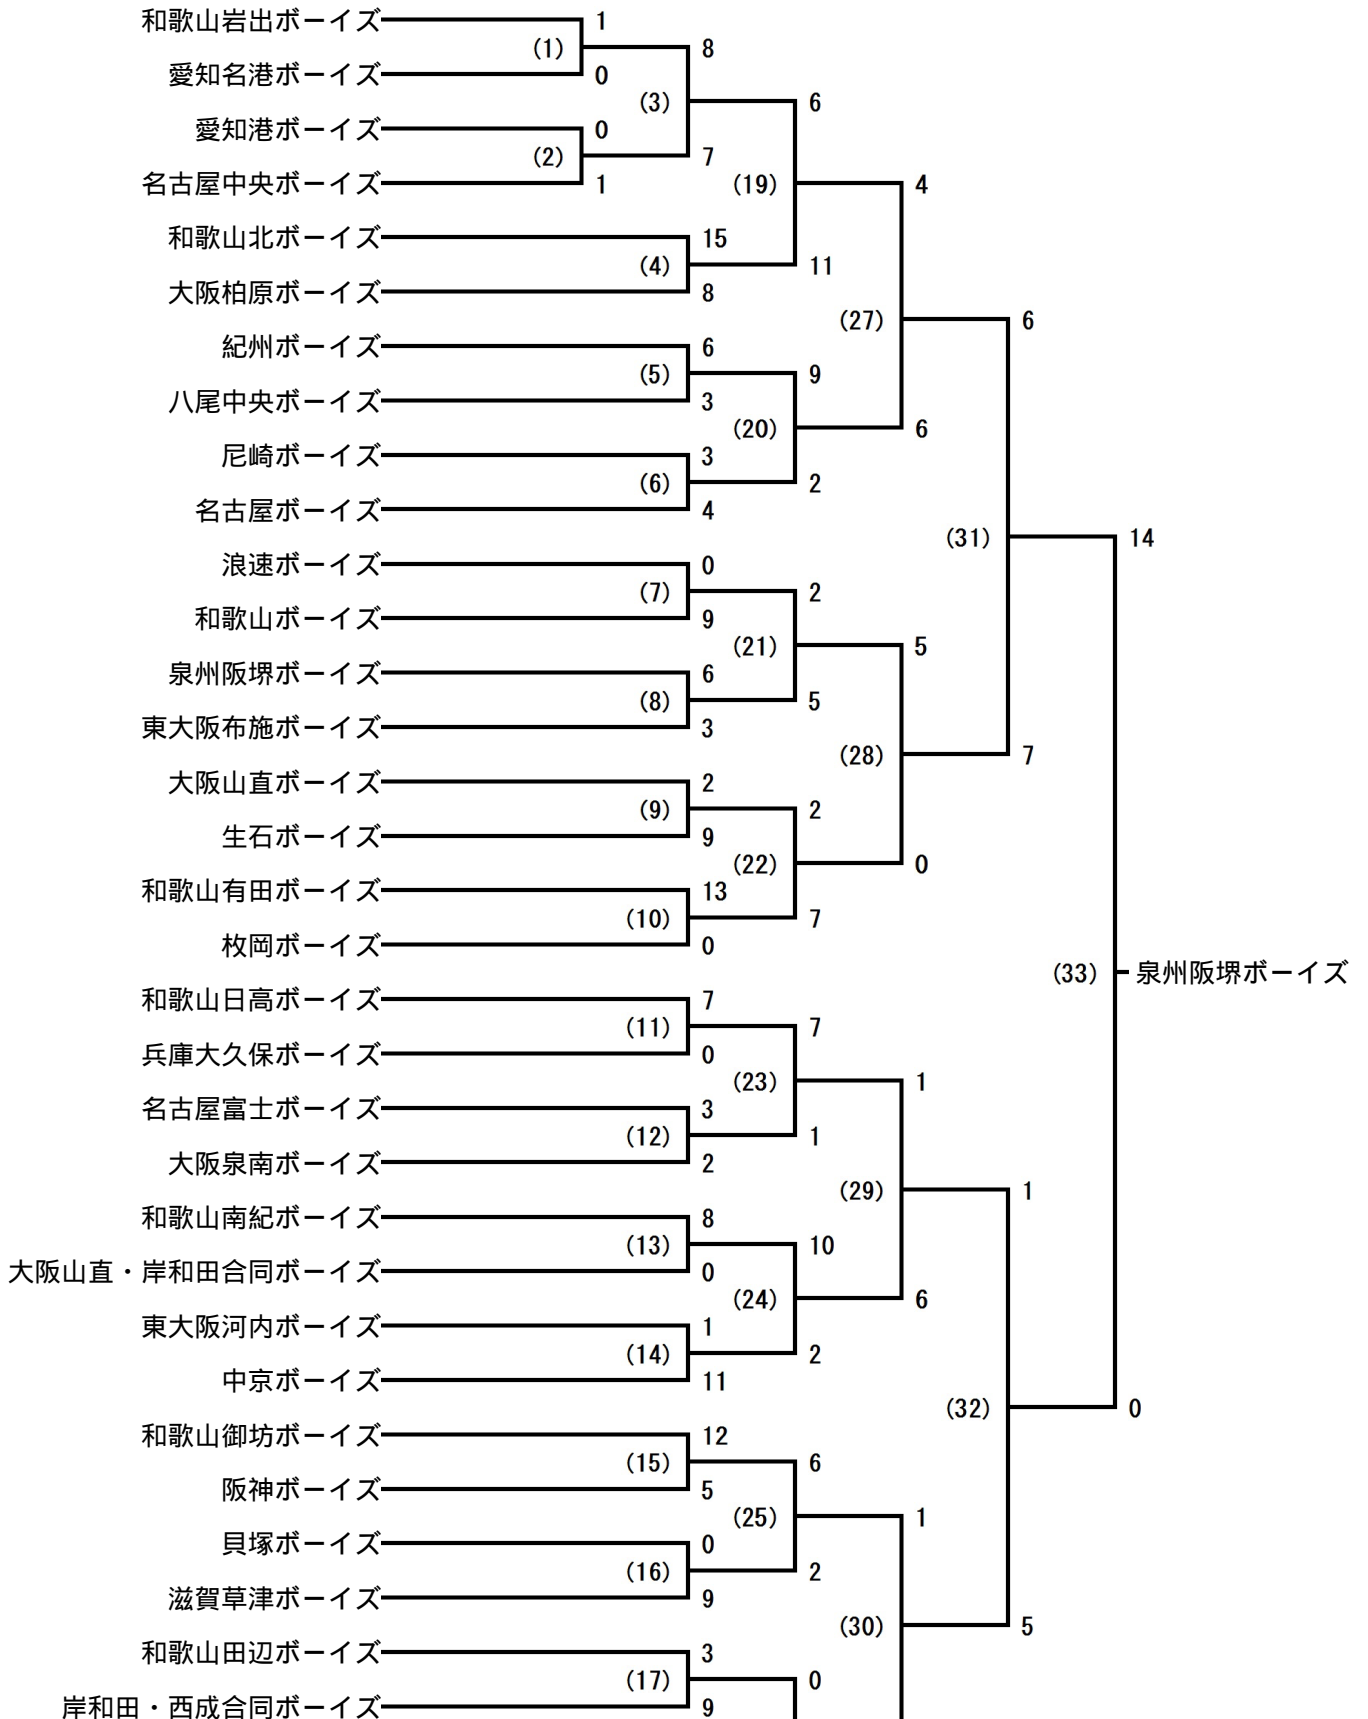 和歌山岩出ボーイズ 1
(1) 8
愛知名港ボーイズ 0
(3) 6
愛知港ボーイズ 0
(2) 7
名古屋中央ボーイズ 1
(19) 4
和歌山北ボーイズ 15
(4) 11
大阪柏原ボーイズ 8
(27) 6
紀州ボーイズ 6
(5) 9
八尾中央ボーイズ 3
(20) 6
尼崎ボーイズ 3
(6) 2
名古屋ボーイズ 4
(31) 14
浪速ボーイズ 0
(7) 2
和歌山ボーイズ 9
(21) 5
泉州阪堺ボーイズ 6
(8) 5
東大阪布施ボーイズ 3
(28) 7
大阪山直ボーイズ 2
(9) 2
生石ボーイズ 9
(22) 0
和歌山有田ボーイズ 13
(10) 7
枚岡ボーイズ 0
(33) 泉州阪堺ボーイズ
和歌山日高ボーイズ 7
(11) 7
兵庫大久保ボーイズ 0
(23) 1
名古屋富士ボーイズ 3
(12) 1
大阪泉南ボーイズ 2
(29) 1
和歌山南紀ボーイズ 8
(13) 10
大阪山直・岸和田合同ボーイズ 0
(24) 6
東大阪河内ボーイズ 1
(14) 2
中京ボーイズ 11
(32) 0
和歌山御坊ボーイズ 12
(15) 6
阪神ボーイズ 5
(25) 1
貝塚ボーイズ 0
(16) 2
滋賀草津ボーイズ 9
(30) 5
和歌山田辺ボーイズ 3
(17) 0
岸和田・西成合同ボーイズ 9